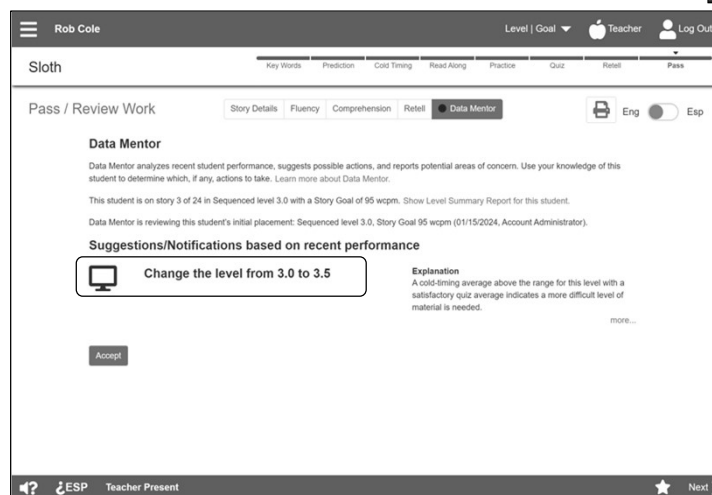 Rob Cole
Level | Goal
Teacher
Log Out
Sloth
Key Words
Prediction
Cold Timing
Read Along
Practice
Quiz
Retell
Pass
Pass / Review Work
Story Details
Fluency
Comprehension
Retell
Data Mentor
Eng
Esp
Data Mentor
Data Mentor analyzes recent student performance, suggests possible actions, and reports potential areas of concern. Use your knowledge of this
student to determine which, if any, actions to take. Learn more about Data Mentor.
This student is on story 3 of 24 in Sequenced level 3.0 with a Story Goal of 95 wcpm. Show Level Summary Report for this student.
Data Mentor is reviewing this student's initial placement: Sequenced level 3.0, Story Goal 95 wcpm (01/15/2024, Account Administrator).
Suggestions/Notifications based on recent performance
Change the level from 3.0 to 3.5
Explanation
A cold-timing average above the range for this level with a
satisfactory quiz average indicates a more difficult level of
material is needed.
more...
Accept
?
¿ESP
Teacher Present
Next